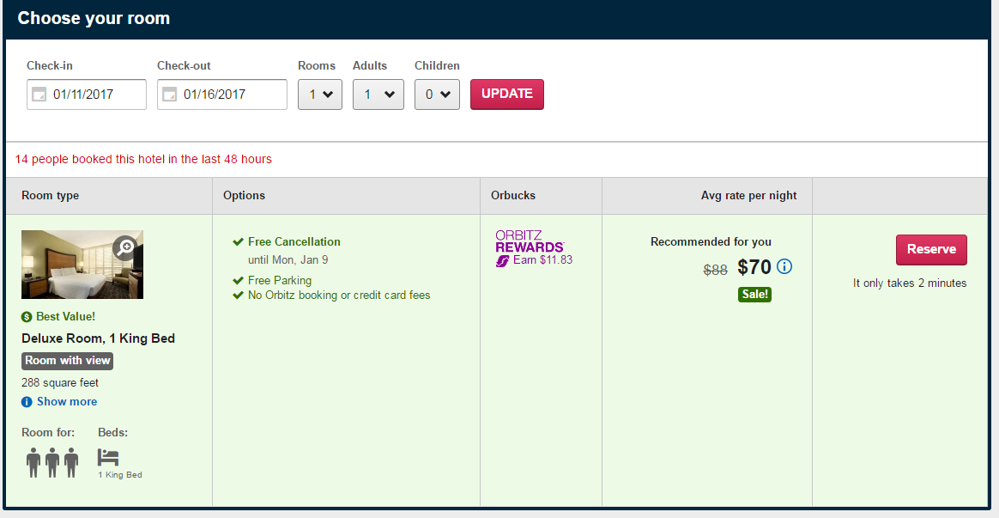 Choose your room
Check-in Check-out Rooms Adults Children
01/11/2017 01/16/2017 1 1 0 UPDATE
14 people booked this hotel in the last 48 hours
Room type Options Orbucks Avg rate per night
Free Cancellation
until Mon, Jan 9
Free Parking
No Orbitz booking or credit card fees
ORBITZ
REWARDS
Earn $11.83
Recommended for you
$88 $70
Sale!
Reserve
It only takes 2 minutes
Best Value!
Deluxe Room, 1 King Bed
Room with view
288 square feet
Show more
Room for: Beds:
1 King Bed